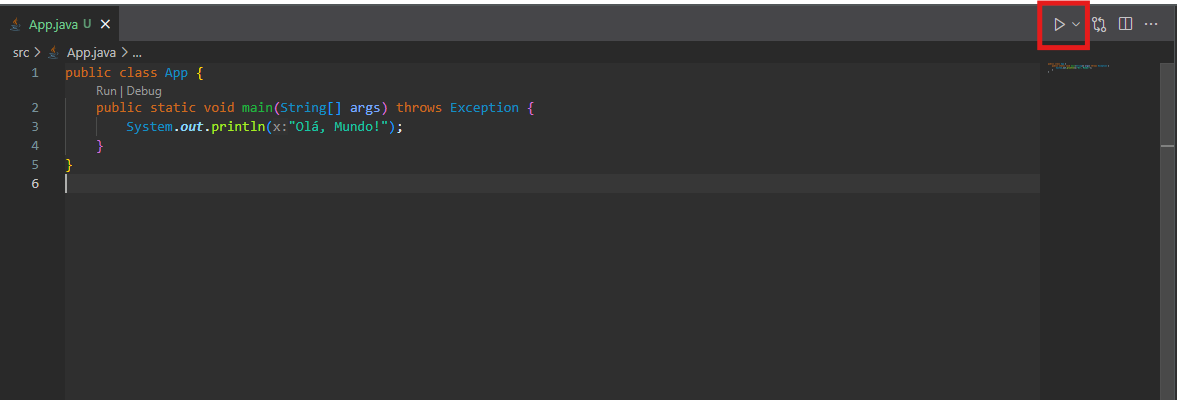 App.java U
src App.java ...
1 public class App {
Run | Debug
2 public static void main(String[] args) throws Exception {
3 System.out.println(x:"Olá, Mundo!");
4 }
5 }
6